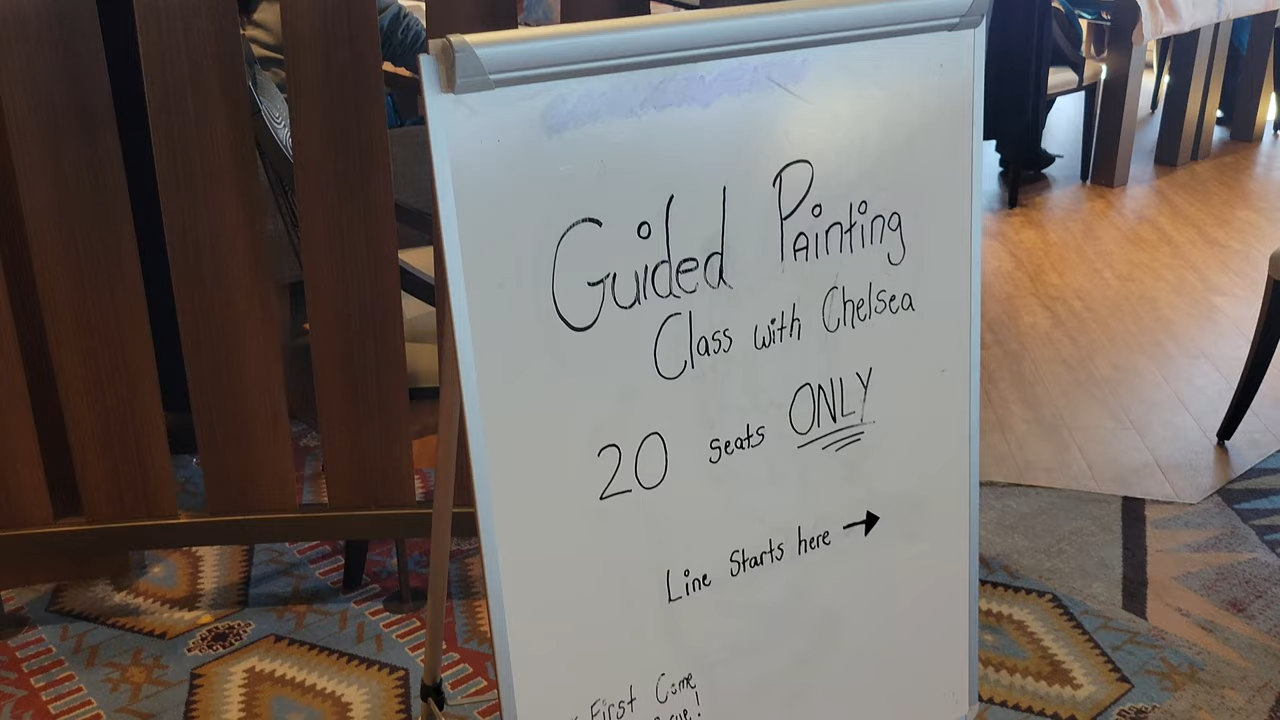 Guided Painting
Class with Chelsea
20 seats ONLY
Line Starts here →
First Come